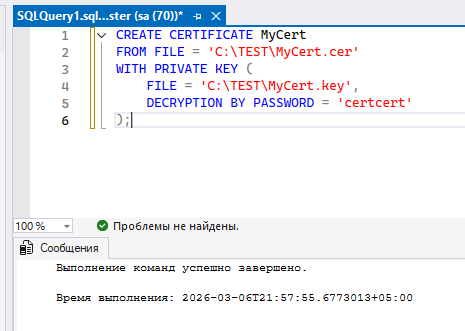 SQLQuery1.sql...ster (sa (70))*
1 CREATE CERTIFICATE MyCert
2 FROM FILE = 'C:\TEST\MyCert.cer'
3 WITH PRIVATE KEY (
4 FILE = 'C:\TEST\MyCert.key',
5 DECRYPTION BY PASSWORD = 'certcert'
6 );
100 %
Проблемы не найдены.
Сообщения
Выполнение команд успешно завершено.
Время выполнения: 2026-03-06T21:57:55.6773013+05:00